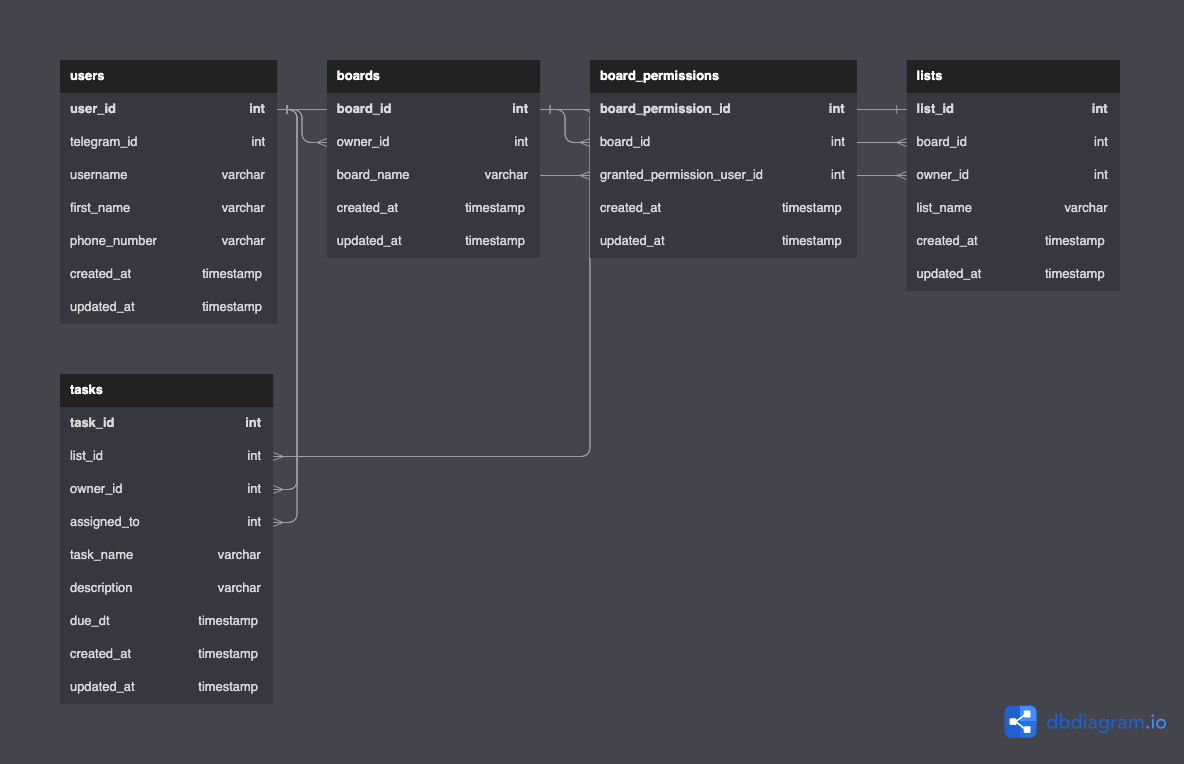 users
user_id int
telegram_id int
username varchar
first_name varchar
phone_number varchar
created_at timestamp
updated_at timestamp
boards
board_id int
owner_id int
board_name varchar
created_at timestamp
updated_at timestamp
board_permissions
board_permission_id int
board_id int
granted_permission_user_id int
created_at timestamp
updated_at timestamp
lists
list_id int
board_id int
owner_id int
list_name varchar
created_at timestamp
updated_at timestamp
tasks
task_id int
list_id int
owner_id int
assigned_to int
task_name varchar
description varchar
due_dt timestamp
created_at timestamp
updated_at timestamp
dbdiagram.io